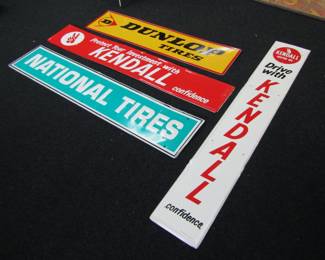 DUNLOP
TIRES
Protect Your Investment with
KENDALL
confidence
NATIONAL TIRES
KENDALL
Drive
with
KENDALL
confidence